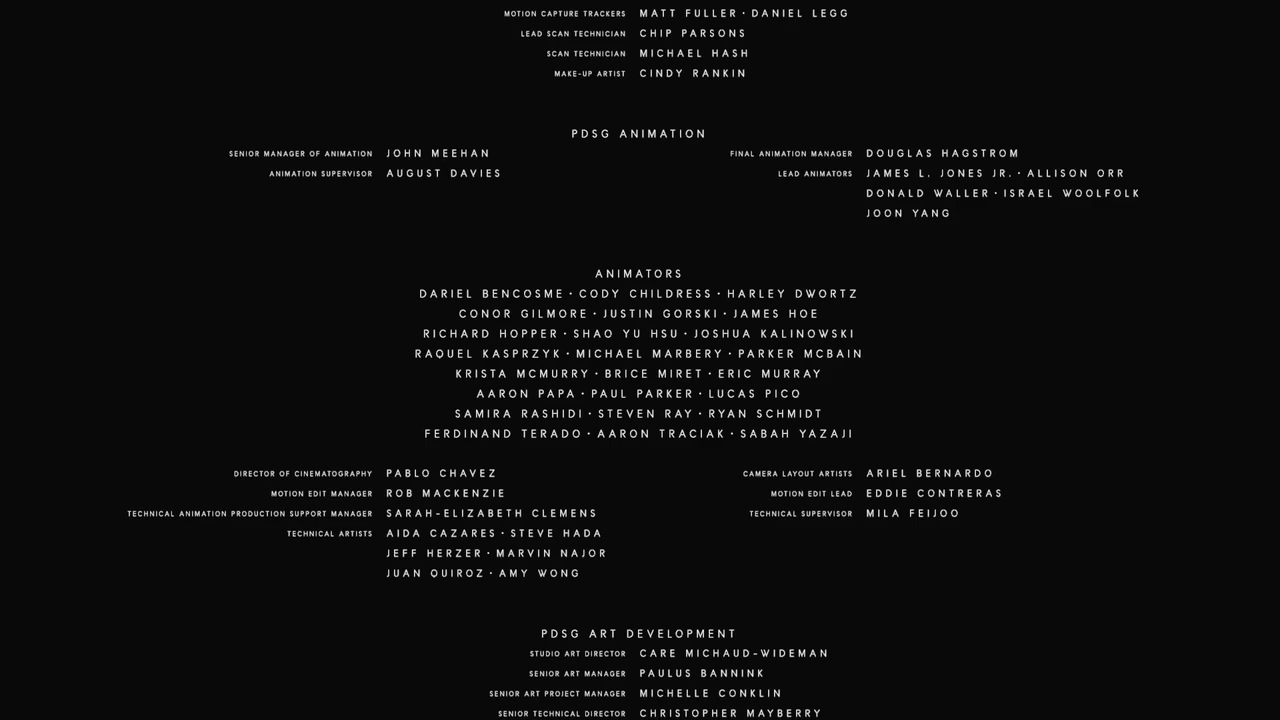 MOTION CAPTURE TRACKERS MATT FULLER · DANIEL LEGG
LEAD SCAN TECHNICIAN CHIP PARSONS
SCAN TECHNICIAN MICHAEL HASH
MAKE-UP ARTIST CINDY RANKIN
PDSG ANIMATION
SENIOR MANAGER OF ANIMATION JOHN MEEHAN
ANIMATION SUPERVISOR AUGUST DAVIES
FINAL ANIMATION MANAGER DOUGLAS HAGSTROM
LEAD ANIMATORS JAMES L. JONES JR. · ALLISON ORR
DONALD WALLER · ISRAEL WOOLFOLK
JOON YANG
ANIMATORS
DARIEL BENCOSME · CODY CHILDRESS · HARLEY DWORTZ
CONOR GILMORE · JUSTIN GORSKI · JAMES HOE
RICHARD HOPPER · SHAO YU HSU · JOSHUA KALINOWSKI
RAQUEL KASPRZYK · MICHAEL MARBERY · PARKER MCBAIN
KRISTA MCMURRY · BRICE MIRET · ERIC MURRAY
AARON PAPA · PAUL PARKER · LUCAS PICO
SAMIRA RASHIDI · STEVEN RAY · RYAN SCHMIDT
FERDINAND TERADO · AARON TRACIAK · SABAH YAZAJI
DIRECTOR OF CINEMATOGRAPHY PABLO CHAVEZ
MOTION EDIT MANAGER ROB MACKENZIE
TECHNICAL ANIMATION PRODUCTION SUPPORT MANAGER SARAH-ELIZABETH CLEMENS
TECHNICAL ARTISTS AIDA CAZARES · STEVE HADA
JEFF HERZER · MARVIN NAJOR
JUAN QUIROZ · AMY WONG
CAMERA LAYOUT ARTISTS ARIEL BERNARDO
MOTION EDIT LEAD EDDIE CONTRERAS
TECHNICAL SUPERVISOR MILA FEIJOO
PDSG ART DEVELOPMENT
STUDIO ART DIRECTOR CARE MICHAUD-WIDEMAN
SENIOR ART MANAGER PAULUS BANNINK
SENIOR ART PROJECT MANAGER MICHELLE CONKLIN
SENIOR TECHNICAL DIRECTOR CHRISTOPHER MAYBERRY